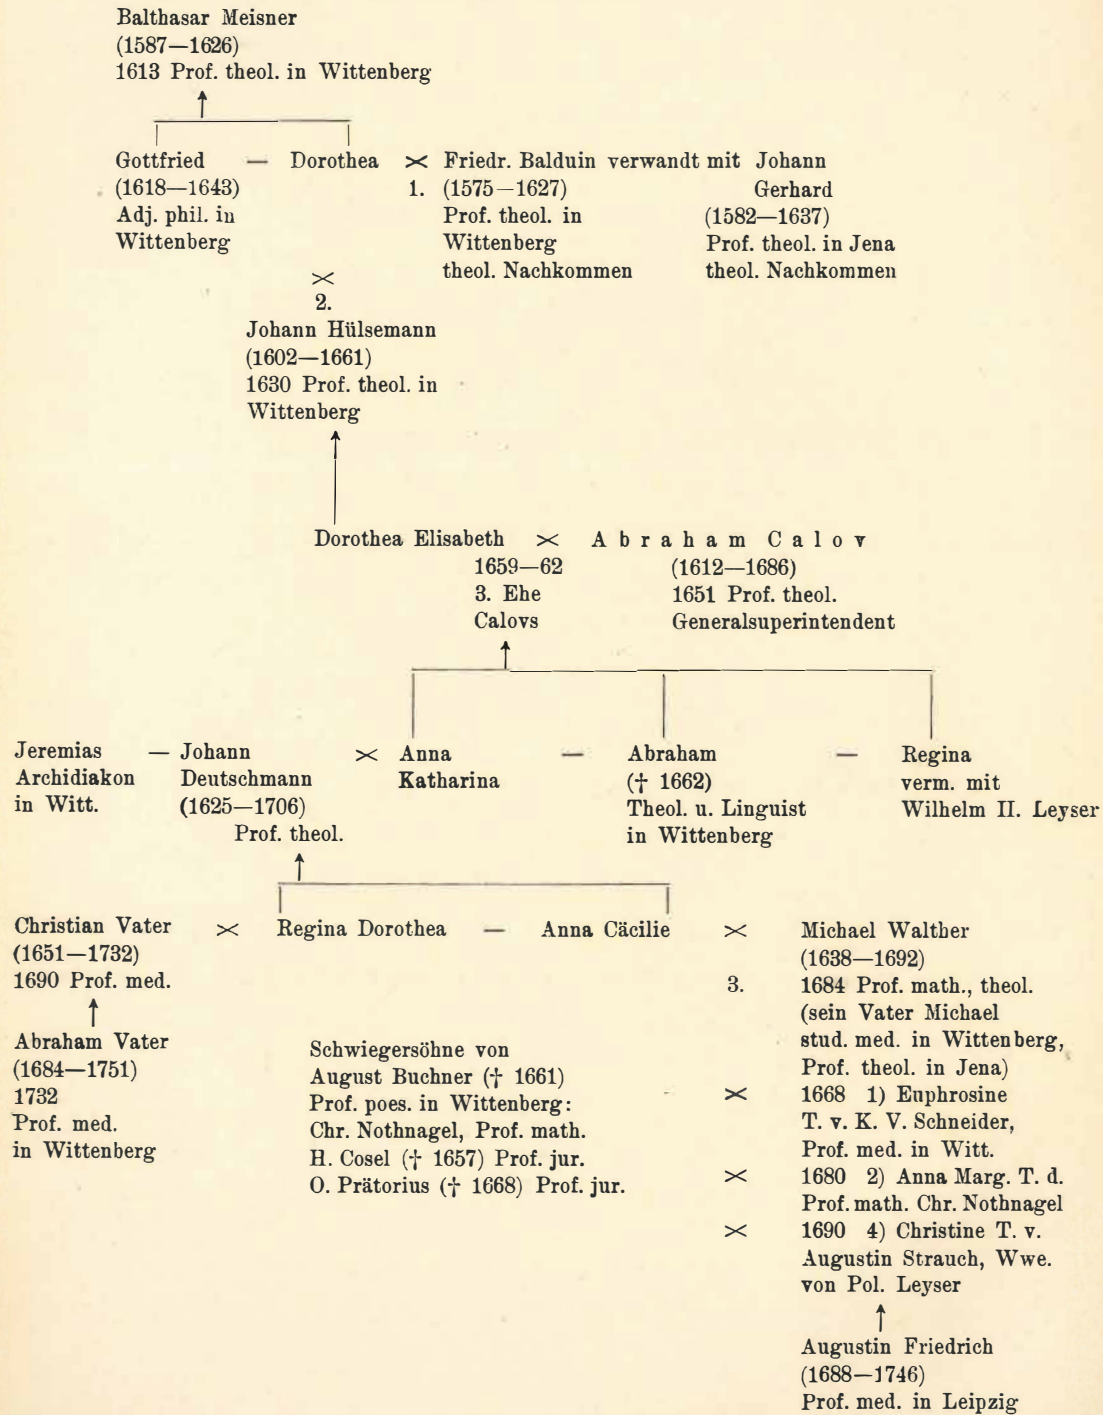 Balthasar Meisner
(1587—1626)
1613 Prof. theol. in Wittenberg
Gottfried — Dorothea × Friedr. Balduin verwandt mit Johann
(1618—1643) 1. (1575—1627) Gerhard
Adj. phil. in Prof. theol. in (1582—1637)
Wittenberg Wittenberg Prof. theol. in Jena
theol. Nachkommen theol. Nachkommen
×
2.
Johann Hülsemann
(1602—1661)
1630 Prof. theol. in
Wittenberg
Dorothea Elisabeth × Abraham Calov
1659—62 (1612—1686)
3. Ehe 1651 Prof. theol.
Calovs Generalsuperintendent
Jeremias — Johann × Anna — Abraham — Regina
Archidiakon Deutschmann Katharina († 1662) verm. mit
in Witt. (1625—1706) Theol. u. Linguist Wilhelm II. Leyser
Prof. theol. in Wittenberg
Christian Vater × Regina Dorothea — Anna Cäcilie × Michael Walther
(1651—1732) (1638—1692)
1690 Prof. med. 3. 1684 Prof. math., theol.
(sein Vater Michael
stud. med. in Wittenberg,
Prof. theol. in Jena)
Abraham Vater
(1684—1751)
1732
Prof. med.
in Wittenberg
Schwiegersöhne von
August Buchner († 1661)
Prof. poes. in Wittenberg:
Chr. Nothnagel, Prof. math.
H. Cosel († 1657) Prof. jur.
O. Prätorius († 1668) Prof. jur.
× 1668 1) Euphrosine
T. v. K. V. Schneider,
Prof. med. in Witt.
× 1680 2) Anna Marg. T. d.
Prof. math. Chr. Nothnagel
× 1690 4) Christine T. v.
Augustin Strauch, Wwe.
von Pol. Leyser
Augustin Friedrich
(1688—1746)
Prof. med. in Leipzig